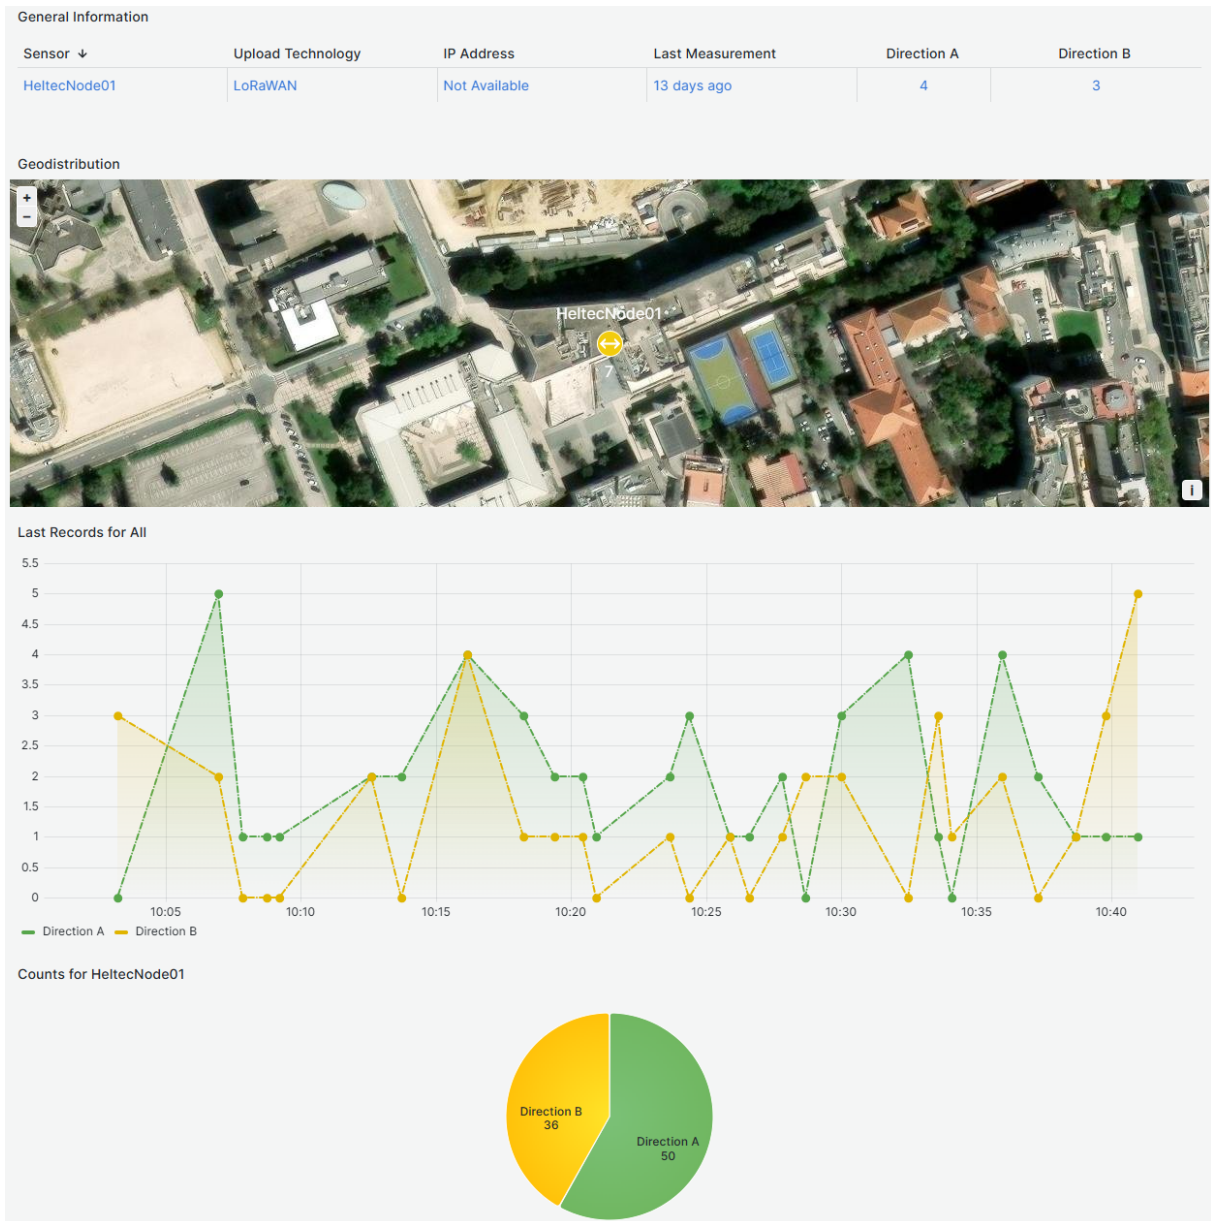 General Information
Sensor ↓ Upload Technology IP Address Last Measurement Direction A Direction B
HeltecNode01 LoRaWAN Not Available 13 days ago 4 3
Geodistribution
+
−
HeltecNode01
7
i
Last Records for All
5.5
5
4.5
4
3.5
3
2.5
2
1.5
1
0.5
0
10:05 10:10 10:15 10:20 10:25 10:30 10:35 10:40
Direction A Direction B
Counts for HeltecNode01
Direction B
36
Direction A
50